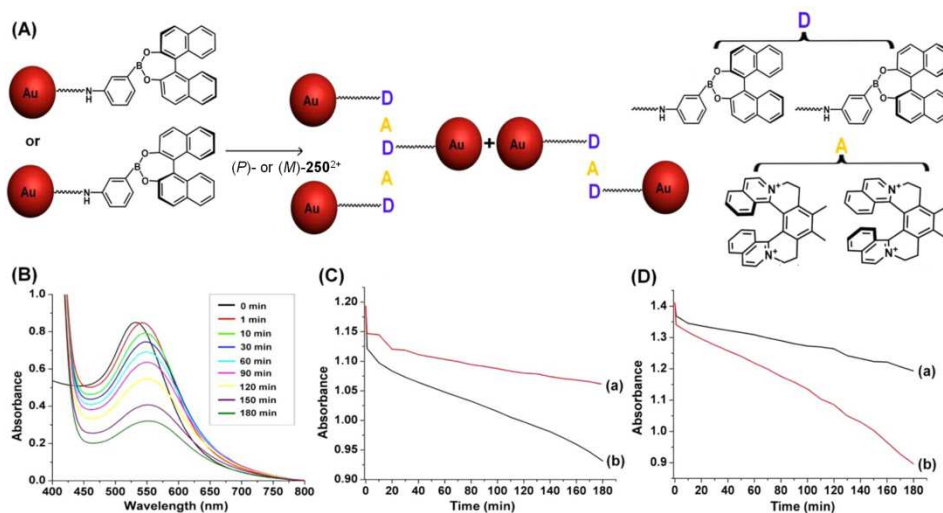 (A)
D
Au
N
H
B
O
O
B
O
O
N
H
B
O
O
N
H
or
Au
N
H
B
O
O
(P)- or (M)-250²⁺
Au
D
A
D
Au
+
Au
D
A
A
Au
D
D
Au
A
N⁺
N⁺
N⁺
N⁺
(B)
Absorbance
1.0
0.8
0.6
0.4
0.2
0.0
400 450 500 550 600 650 700 750 800
Wavelength (nm)
0 min
1 min
10 min
30 min
60 min
90 min
120 min
150 min
180 min
(C)
Absorbance
1.20
1.15
1.10
1.05
1.00
0.95
0.90
0 20 40 60 80 100 120 140 160 180
Time (min)
(a)
(b)
(D)
Absorbance
1.4
1.3
1.2
1.1
1.0
0.9
0 20 40 60 80 100 120 140 160 180
Time (min)
(a)
(b)